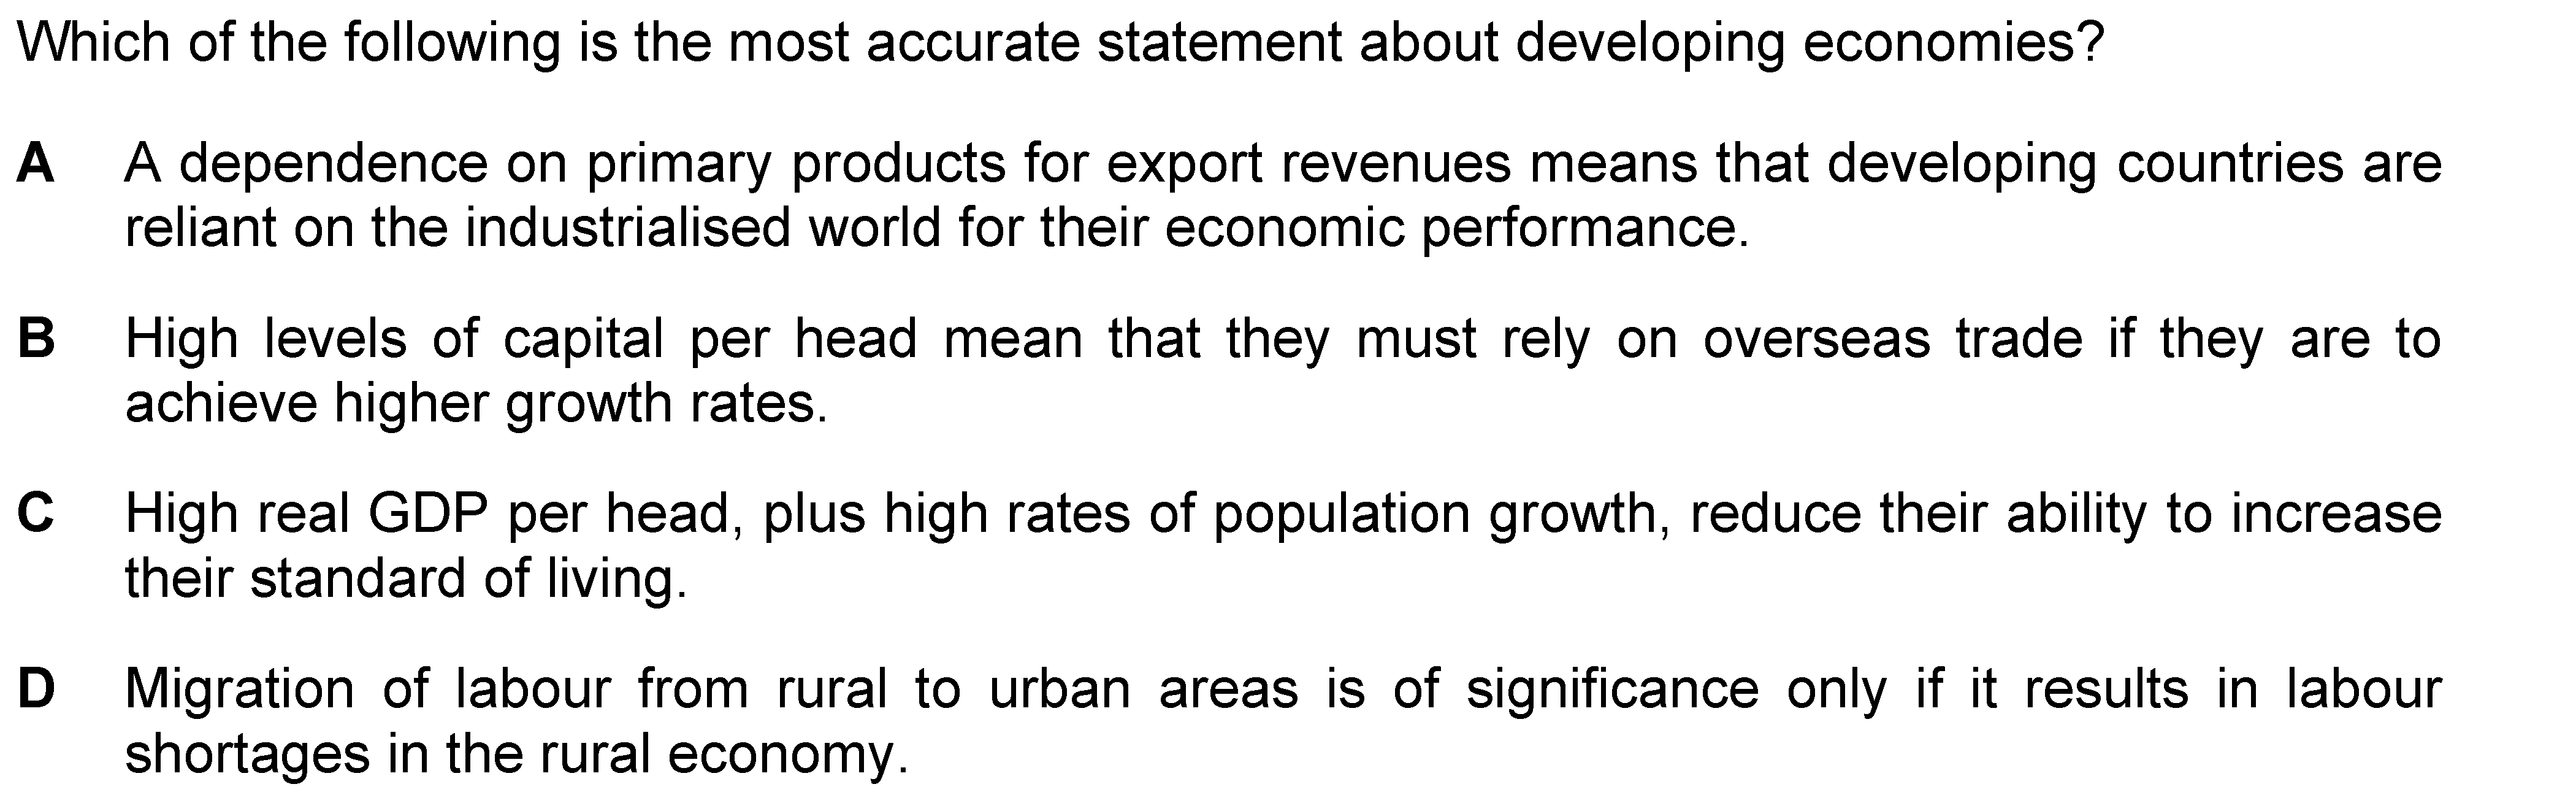 Which of the following is the most accurate statement about developing economies?
A A dependence on primary products for export revenues means that developing countries are
reliant on the industrialised world for their economic performance.
B High levels of capital per head mean that they must rely on overseas trade if they are to
achieve higher growth rates.
C High real GDP per head, plus high rates of population growth, reduce their ability to increase
their standard of living.
D Migration of labour from rural to urban areas is of significance only if it results in labour
shortages in the rural economy.